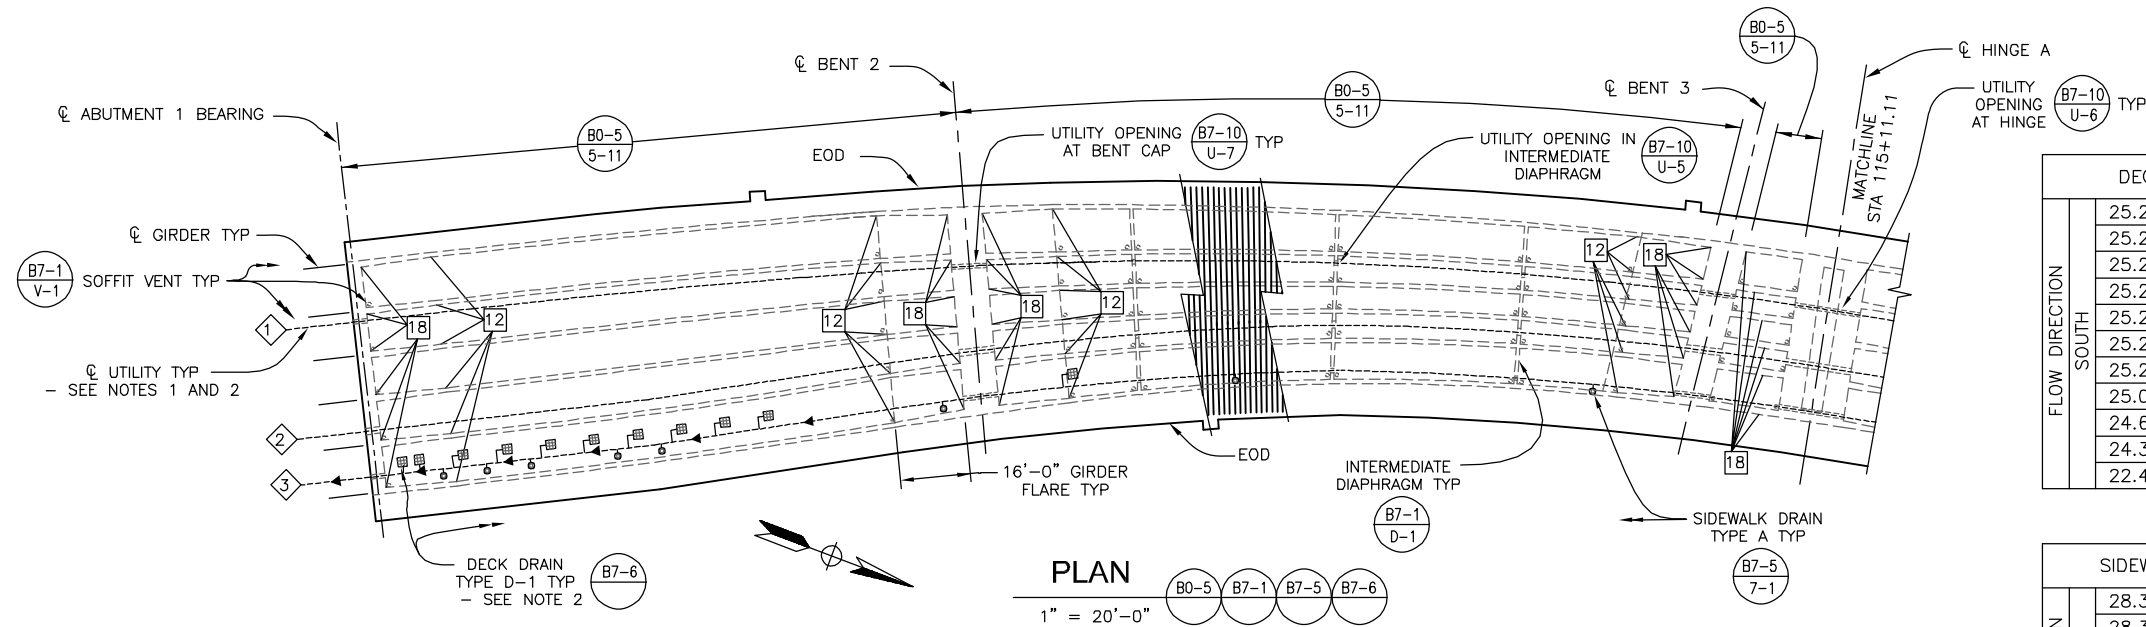 B0-5
5-11
℄ HINGE A
℄ BENT 2
B0-5
5-11
℄ BENT 3
UTILITY
OPENING
AT HINGE
B7-10
U-6
TYP
℄ ABUTMENT 1 BEARING
B0-5
5-11
EOD
UTILITY OPENING
AT BENT CAP
B7-10
U-7
TYP
UTILITY OPENING IN
INTERMEDIATE
DIAPHRAGM
B7-10
U-5
MATCHLINE
STA 115+11.11
℄ GIRDER TYP
B7-1
V-1
SOFFIT VENT TYP
1
18
12
12
18
18
12
12
18
℄ UTILITY TYP
- SEE NOTES 1 AND 2
2
3
16'-0" GIRDER
FLARE TYP
EOD
INTERMEDIATE
DIAPHRAGM TYP
B7-1
D-1
18
SIDEWALK DRAIN
TYPE A TYP
B7-5
7-1
DECK DRAIN
TYPE D-1 TYP
- SEE NOTE 2
B7-6
PLAN
1" = 20'-0"
B0-5
B7-1
B7-5
B7-6
FLOW DIRECTION
SOUTH
25.2
25.2
25.2
25.2
25.2
25.2
25.2
25.0
24.6
24.3
22.4
28.3